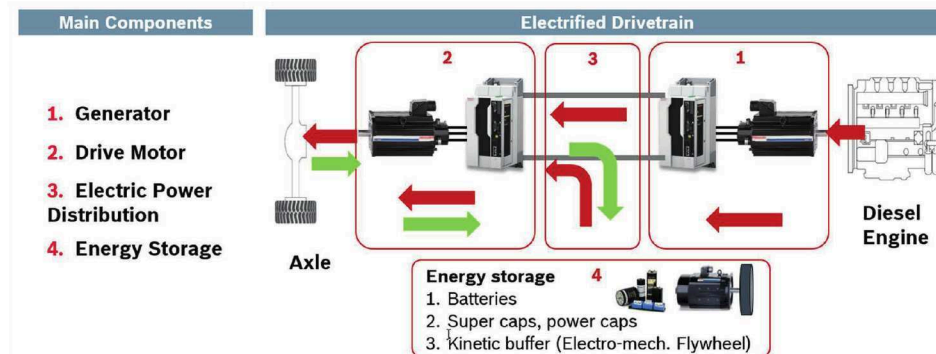 Main Components
Electrified Drivetrain
1. Generator
2. Drive Motor
3. Electric Power
Distribution
4. Energy Storage
2
3
1
Axle
Diesel
Engine
Energy storage 4
1. Batteries
2. Super caps, power caps
3. Kinetic buffer (Electro-mech. Flywheel)